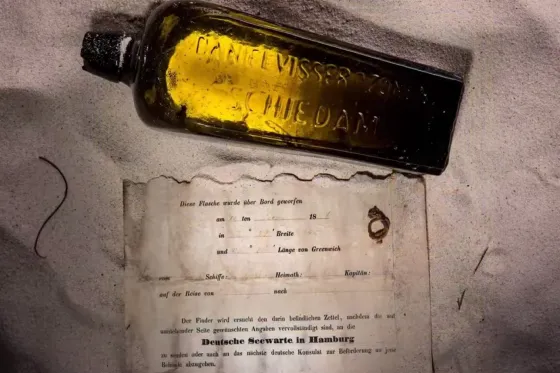 DANIEL VISSER & ZONEN
SCHIEDAM
Diese Flasche wurde über Bord geworfen
am ten 18
in Breite
und Länge von Greenwich
vom Schiffe: Heimath: Kapitän:
auf der Reise von nach
Der Finder wird ersucht den darin befindlichen Zettel, nachdem die auf
umstehender Seite gewünschten Angaben vervollständigt sind, an die
Deutsche Seewarte in Hamburg
zu senden oder auch an das nächste deutsche Konsulat zur Beförderung an jene
Behörde abzugeben.